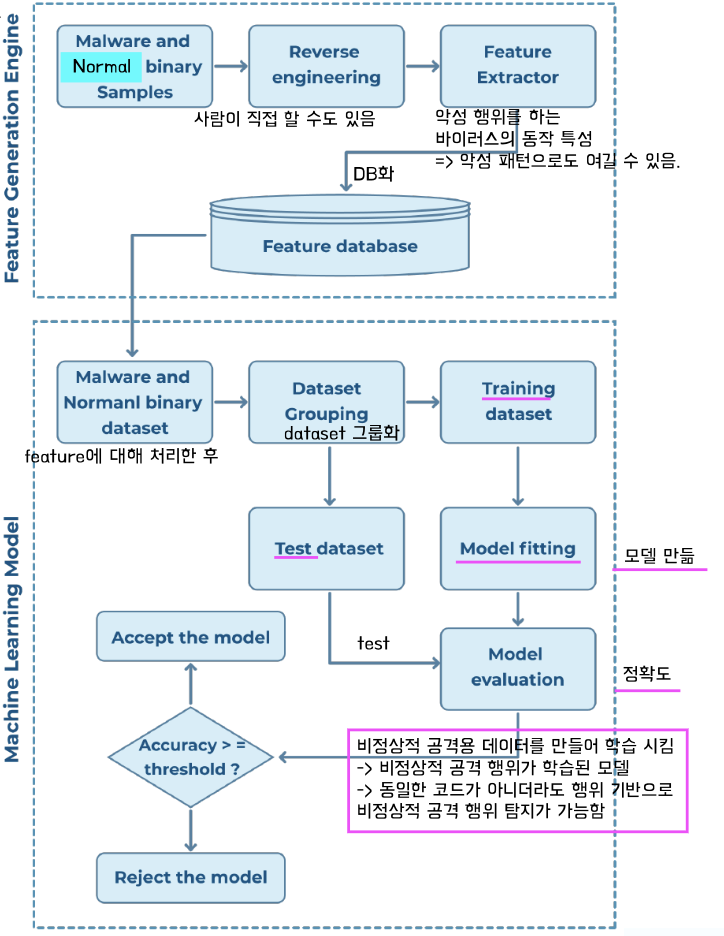 Feature Generation Engine
Malware and
Normal binary
Samples
Reverse
engineering
Feature
Extractor
사람이 직접 할 수도 있음
악성 행위를 하는
바이러스의 동작 특성
=> 악성 패턴으로도 여길 수 있음.
DB화
Feature database
Machine Learning Model
Malware and
Normanl binary
dataset
feature에 대해 처리한 후
Dataset
Grouping
dataset 그룹화
Training
dataset
Test dataset
Model fitting
모델 만듦
test
Model
evaluation
정확도
Accept the model
Accuracy > =
threshold ?
비정상적 공격용 데이터를 만들어 학습 시킴
-> 비정상적 공격 행위가 학습된 모델
-> 동일한 코드가 아니더라도 행위 기반으로
비정상적 공격 행위 탐지가 가능함
Reject the model